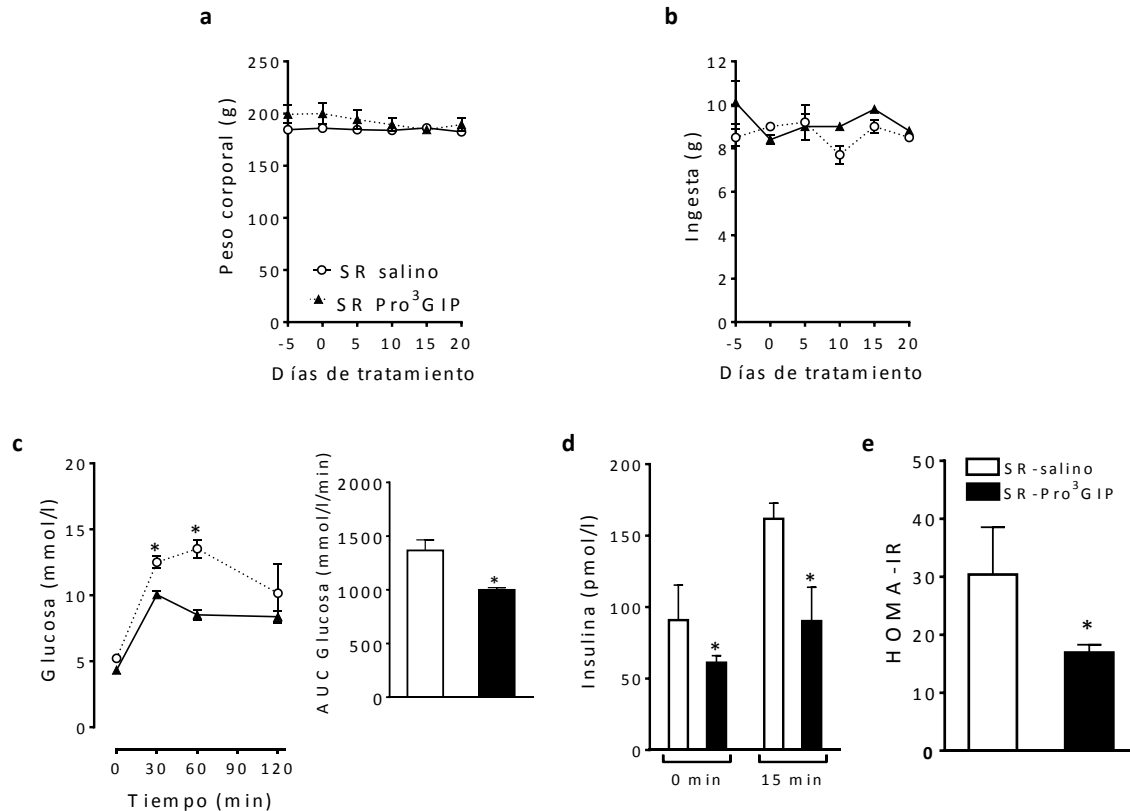 a
b
250
200
150
100
50
0
Peso corporal (g)
SR salino
SR Pro³GIP
-5 0 5 10 15 20
Días de tratamiento
12
10
8
6
4
2
0
Ingesta (g)
-5 0 5 10 15 20
Días de tratamiento
c
20
15
10
5
0
Glucosa (mmol/l)
* *
0 30 60 90 120
Tiempo (min)
2000
1500
1000
500
0
AUC Glucosa (mmol/l/min)
*
d
200
150
100
50
0
Insulina (pmol/l)
* *
0 min 15 min
e
50
40
30
20
10
0
HOMA-IR
SR-salino
SR-Pro³GIP
*